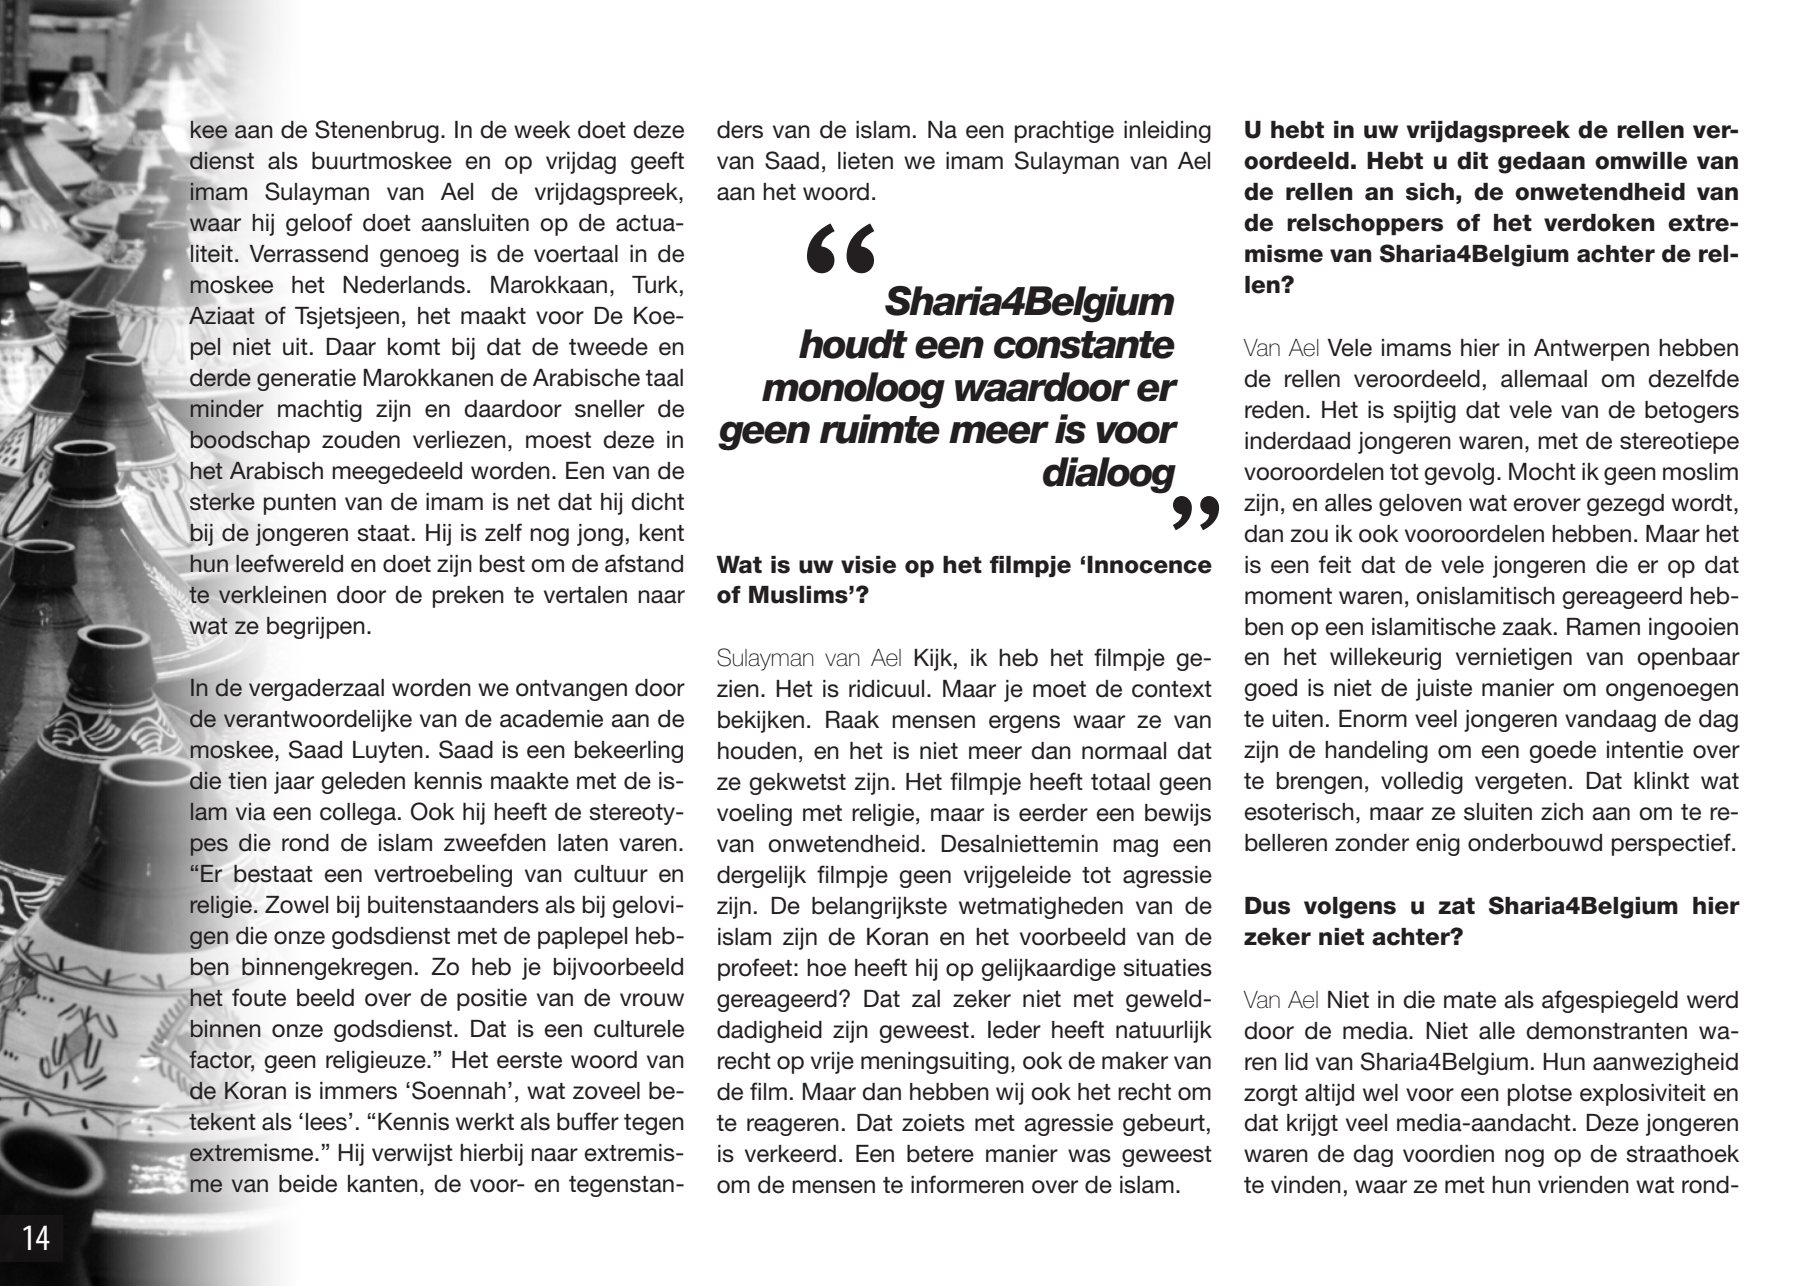 kee aan de Stenenbrug. In de week doet deze
dienst als buurtmoskee en op vrijdag geeft
imam Sulayman van Ael de vrijdagspreek,
waar hij geloof doet aansluiten op de actua-
liteit. Verrassend genoeg is de voertaal in de
moskee het Nederlands. Marokkaan, Turk,
Aziaat of Tsjetsjeen, het maakt voor De Koe-
pel niet uit. Daar komt bij dat de tweede en
derde generatie Marokkanen de Arabische taal
minder machtig zijn en daardoor sneller de
boodschap zouden verliezen, moest deze in
het Arabisch meegedeeld worden. Een van de
sterke punten van de imam is net dat hij dicht
bij de jongeren staat. Hij is zelf nog jong, kent
hun leefwereld en doet zijn best om de afstand
te verkleinen door de preken te vertalen naar
wat ze begrijpen.
In de vergaderzaal worden we ontvangen door
de verantwoordelijke van de academie aan de
moskee, Saad Luyten. Saad is een bekeerling
die tien jaar geleden kennis maakte met de is-
lam via een collega. Ook hij heeft de stereoty-
pes die rond de islam zweefden laten varen.
“Er bestaat een vertroebeling van cultuur en
religie. Zowel bij buitenstaanders als bij gelovi-
gen die onze godsdienst met de paplepel heb-
ben binnengekregen. Zo heb je bijvoorbeeld
het foute beeld over de positie van de vrouw
binnen onze godsdienst. Dat is een culturele
factor, geen religieuze.” Het eerste woord van
de Koran is immers ‘Soennah’, wat zoveel be-
tekent als ‘lees’. “Kennis werkt als buffer tegen
extremisme.” Hij verwijst hierbij naar extremis-
me van beide kanten, de voor- en tegenstan-
ders van de islam. Na een prachtige inleiding
van Saad, lieten we imam Sulayman van Ael
aan het woord.
“
Sharia4Belgium
houdt een constante
monoloog waardoor er
geen ruimte meer is voor
dialoog
”
Wat is uw visie op het filmpje ‘Innocence
of Muslims’?
Sulayman van Ael Kijk, ik heb het filmpje ge-
zien. Het is ridicuul. Maar je moet de context
bekijken. Raak mensen ergens waar ze van
houden, en het is niet meer dan normaal dat
ze gekwetst zijn. Het filmpje heeft totaal geen
voeling met religie, maar is eerder een bewijs
van onwetendheid. Desalniettemin mag een
dergelijk filmpje geen vrijgeleide tot agressie
zijn. De belangrijkste wetmatigheden van de
islam zijn de Koran en het voorbeeld van de
profeet: hoe heeft hij op gelijkaardige situaties
gereageerd? Dat zal zeker niet met geweld-
dadigheid zijn geweest. Ieder heeft natuurlijk
recht op vrije meningsuiting, ook de maker van
de film. Maar dan hebben wij ook het recht om
te reageren. Dat zoiets met agressie gebeurt,
is verkeerd. Een betere manier was geweest
om de mensen te informeren over de islam.
U hebt in uw vrijdagspreek de rellen ver-
oordeeld. Hebt u dit gedaan omwille van
de rellen an sich, de onwetendheid van
de relschoppers of het verdoken extre-
misme van Sharia4Belgium achter de rel-
len?
Van Ael Vele imams hier in Antwerpen hebben
de rellen veroordeeld, allemaal om dezelfde
reden. Het is spijtig dat vele van de betogers
inderdaad jongeren waren, met de stereotiepe
vooroordelen tot gevolg. Mocht ik geen moslim
zijn, en alles geloven wat erover gezegd wordt,
dan zou ik ook vooroordelen hebben. Maar het
is een feit dat de vele jongeren die er op dat
moment waren, onislamitisch gereageerd heb-
ben op een islamitische zaak. Ramen ingooien
en het willekeurig vernietigen van openbaar
goed is niet de juiste manier om ongenoegen
te uiten. Enorm veel jongeren vandaag de dag
zijn de handeling om een goede intentie over
te brengen, volledig vergeten. Dat klinkt wat
esoterisch, maar ze sluiten zich aan om te re-
belleren zonder enig onderbouwd perspectief.
Dus volgens u zat Sharia4Belgium hier
zeker niet achter?
Van Ael Niet in die mate als afgespiegeld werd
door de media. Niet alle demonstranten wa-
ren lid van Sharia4Belgium. Hun aanwezigheid
zorgt altijd wel voor een plotse explosiviteit en
dat krijgt veel media-aandacht. Deze jongeren
waren de dag voordien nog op de straathoek
te vinden, waar ze met hun vrienden wat rond-
14